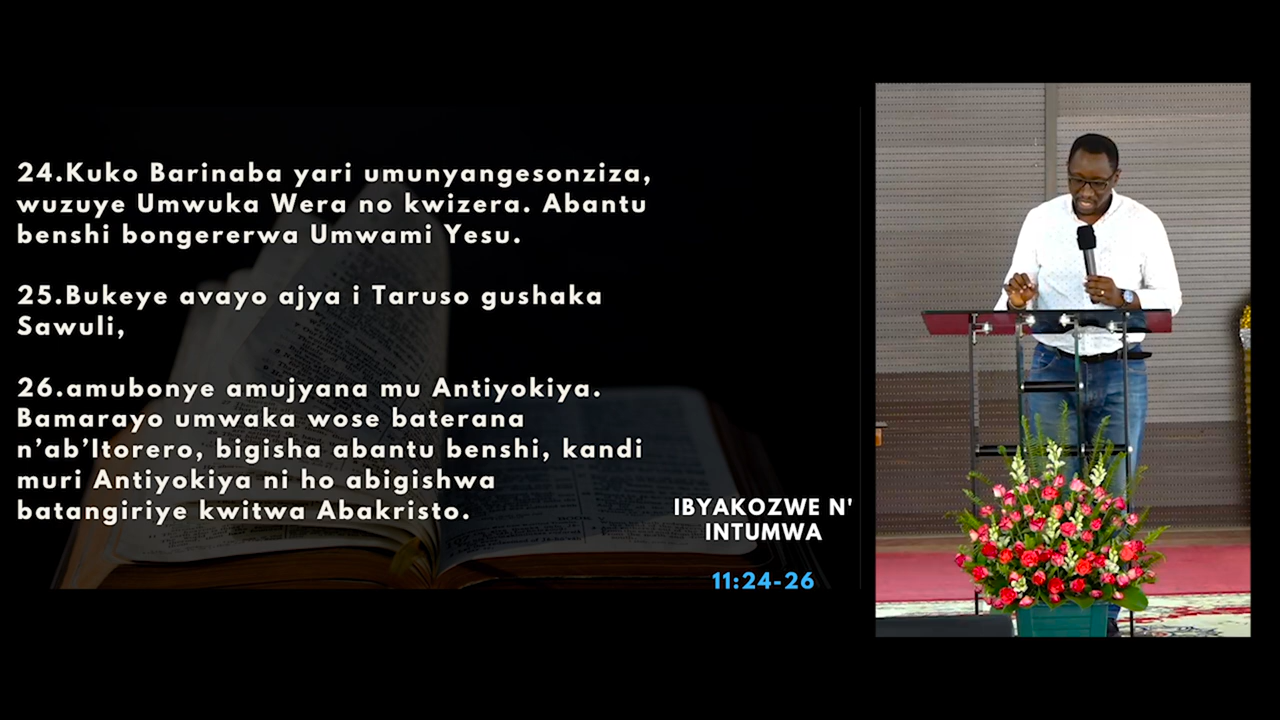 24.Kuko Barinaba yari umunyangesonziza,
wuzuye Umwuka Wera no kwizera. Abantu
benshi bongererwa Umwami Yesu.
25.Bukeye avayo ajya i Taruso gushaka
Sawuli,
26.amubonye amujyana mu Antiyokiya.
Bamarayo umwaka wose baterana
n'ab'Itorero, bigisha abantu benshi, kandi
muri Antiyokiya ni ho abigishwa
batangiriye kwitwa Abakristo.
IBYAKOZWE N'
INTUMWA
11:24-26